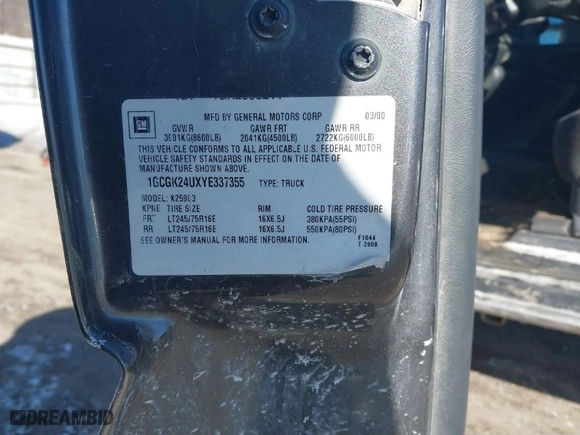 GM
MFD BY GENERAL MOTORS CORP 03/00
GVWR GAWR FRT GAWR RR
3901KG(8600LB) 2041KG(4500LB) 2722KG(6000LB)
THIS VEHICLE CONFORMS TO ALL APPLICABLE U.S. FEDERAL MOTOR
VEHICLE SAFETY STANDARDS IN EFFECT ON THE DATE OF
MANUFACTURE SHOWN ABOVE.
1GCGK24UXYE337355 TYPE: TRUCK
MODEL: K25903
TIRE SIZE RIM COLD TIRE PRESSURE
FRT LT245/75R16E 16X6.5J 380KPA(55PSI)
RR LT245/75R16E 16X6.5J 550KPA(80PSI)
SEE OWNER'S MANUAL FOR MORE INFORMATION.
F1044
T 2808
DREAMBID